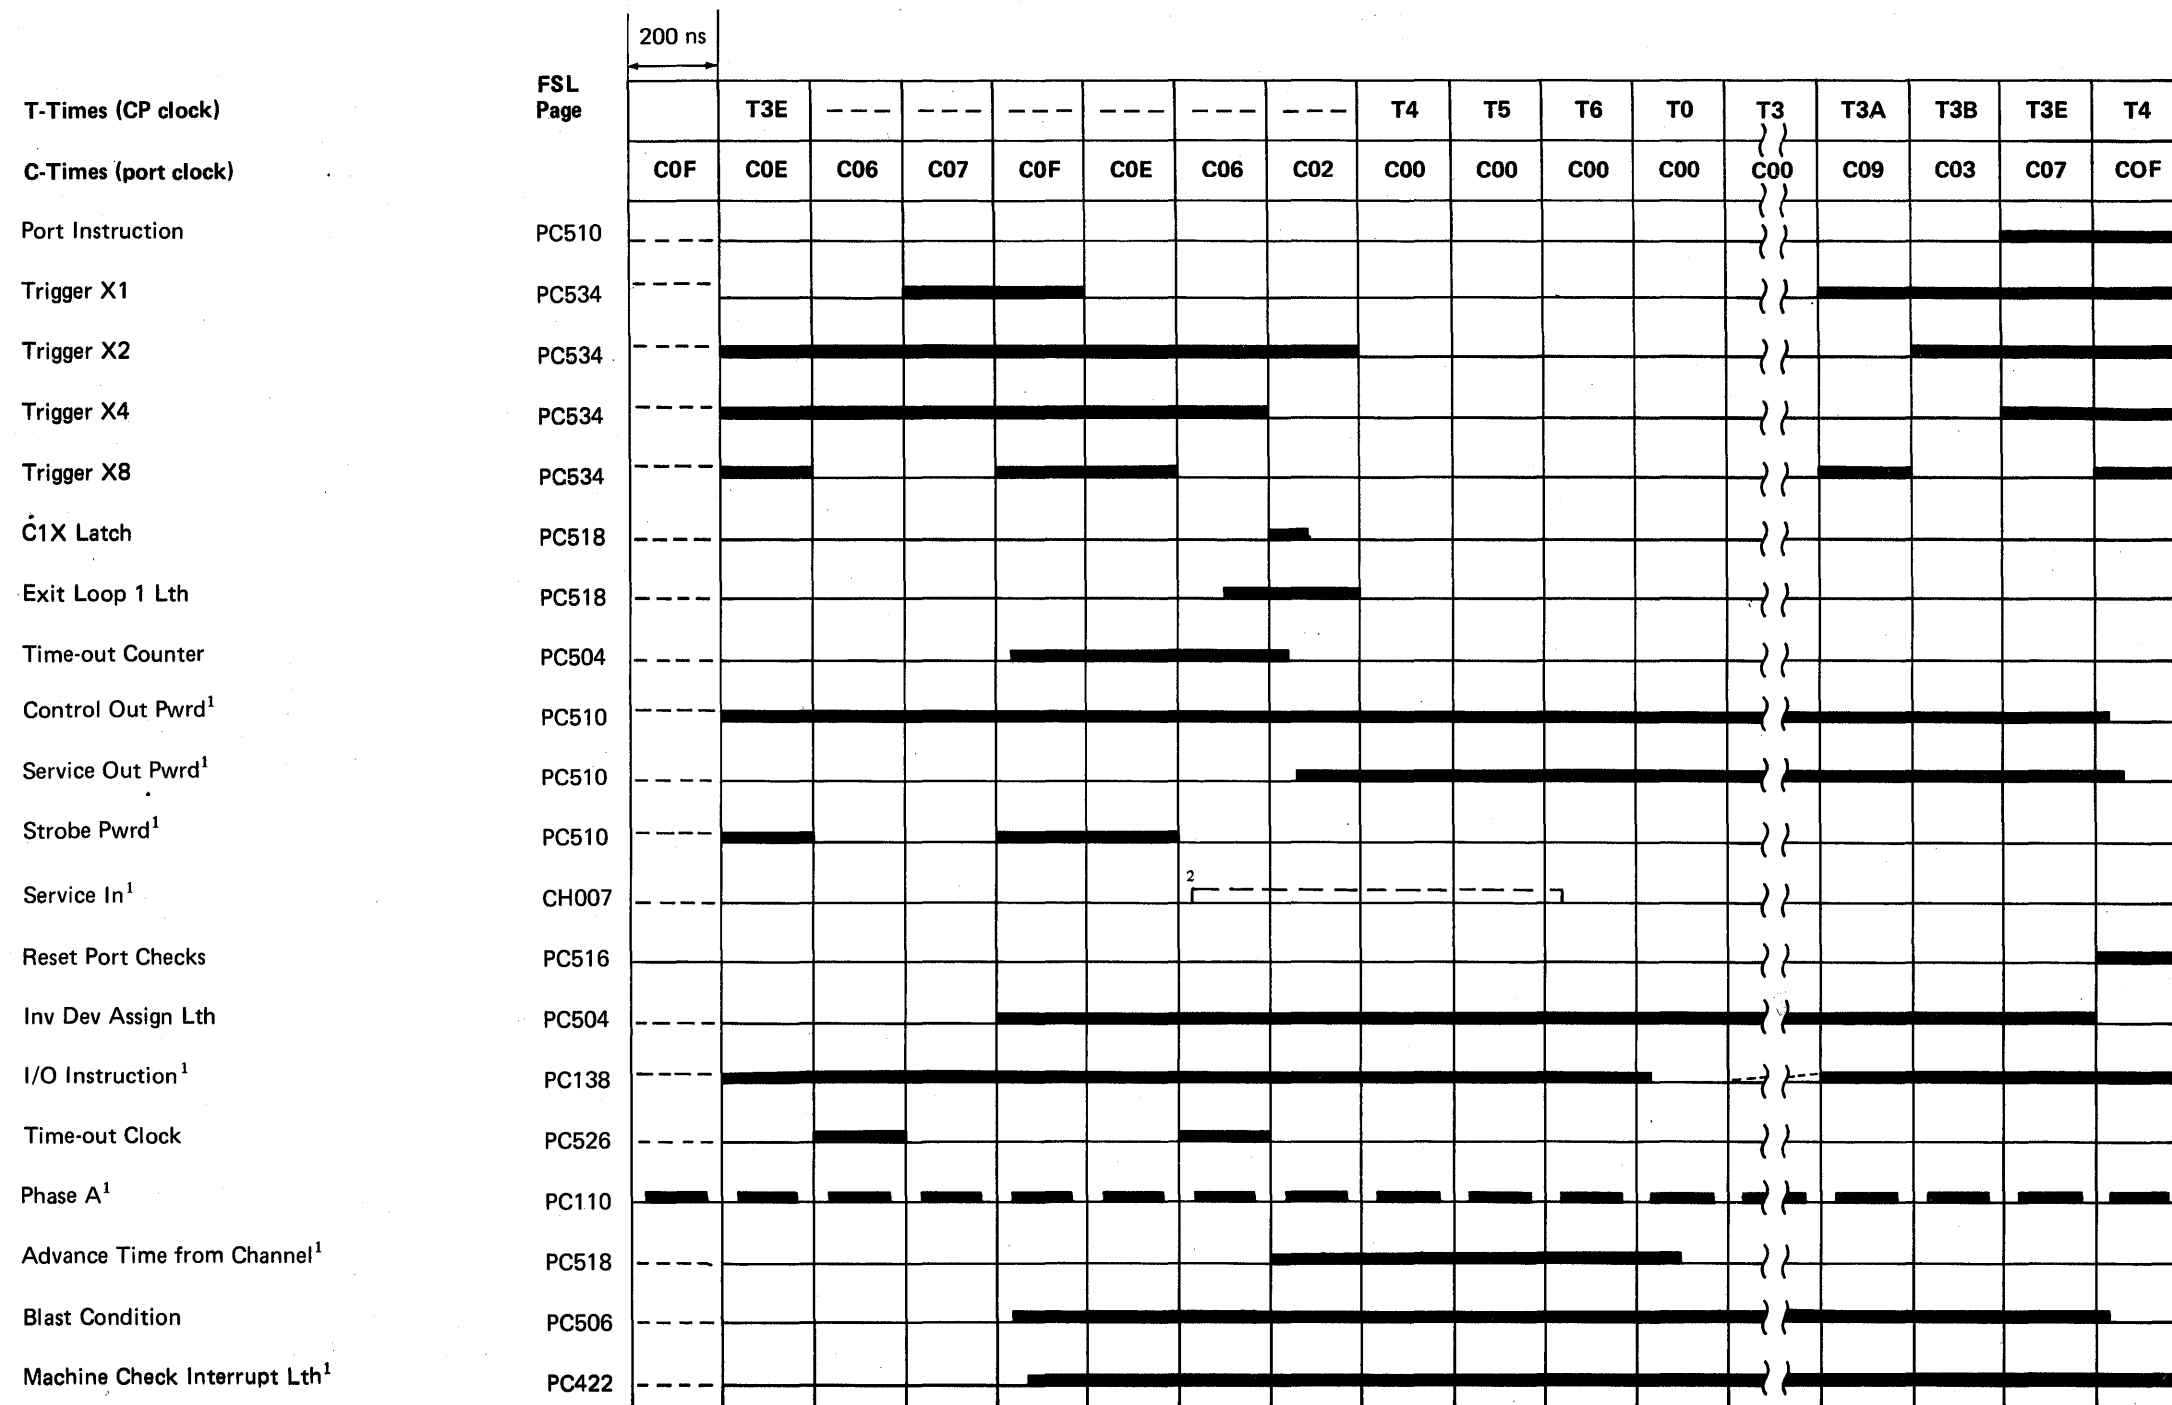 200 ns
FSL
T-Times (CP clock) Page T3E T4 T5 T6 T0 T3 T3A T3B T3E T4
C-Times (port clock) C0F C0E C06 C07 C0F C0E C06 C02 C00 C00 C00 C00 C00 C09 C03 C07 COF
Port Instruction PC510
Trigger X1 PC534
Trigger X2 PC534
Trigger X4 PC534
Trigger X8 PC534
C1X Latch PC518
Exit Loop 1 Lth PC518
Time-out Counter PC504
Control Out Pwrd¹ PC510
Service Out Pwrd¹ PC510
Strobe Pwrd¹ PC510
Service In¹ CH007 2
Reset Port Checks PC516
Inv Dev Assign Lth PC504
I/O Instruction¹ PC138
Time-out Clock PC526
Phase A¹ PC110
Advance Time from Channel¹ PC518
Blast Condition PC506
Machine Check Interrupt Lth¹ PC422